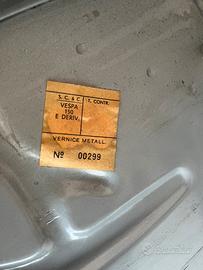 S. C. & C.
T. CONTR.
VESPA
150
E DERIV.
VERNICE METALL.
Nº 00299